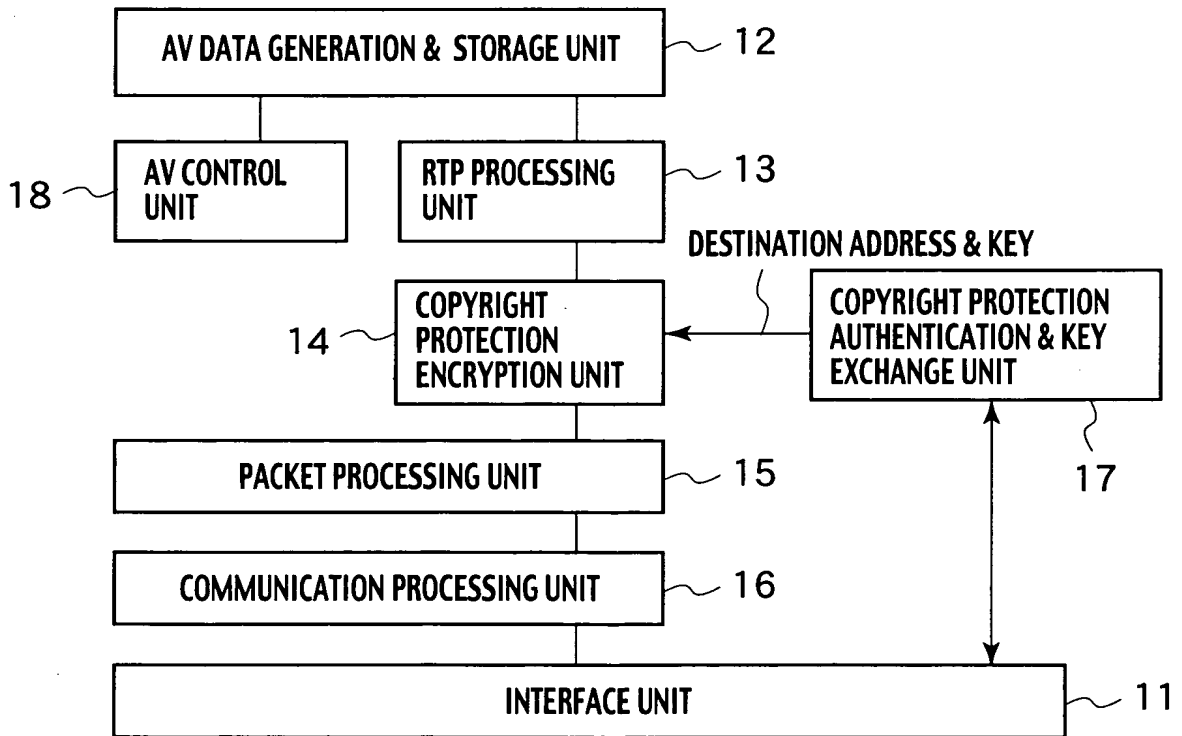 AV DATA GENERATION & STORAGE UNIT
12
AV CONTROL
UNIT
18
RTP PROCESSING
UNIT
13
DESTINATION ADDRESS & KEY
COPYRIGHT
PROTECTION
ENCRYPTION UNIT
14
COPYRIGHT PROTECTION
AUTHENTICATION & KEY
EXCHANGE UNIT
17
PACKET PROCESSING UNIT
15
COMMUNICATION PROCESSING UNIT
16
INTERFACE UNIT
11